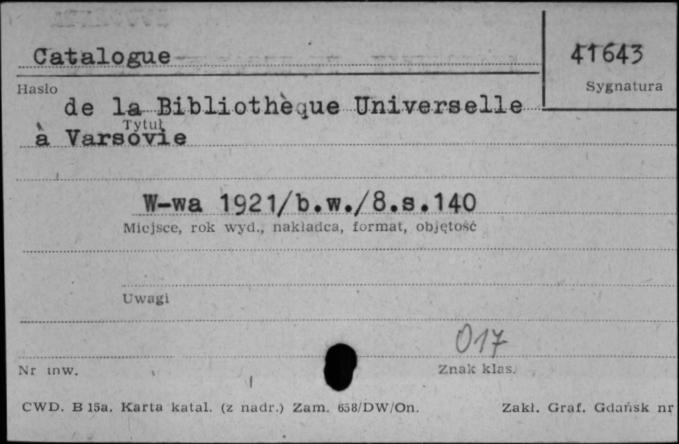 Catalogue 41643
Hasło Sygnatura
de la Bibliothèque Universelle
Tytuł
à Varsovie
W-wa 1921/b.w./8.s.140
Miejsce, rok wyd., nakładca, format, objętość
Uwagi
017
Nr inw. Znak klas.
CWD. B 15a. Karta katal. (z nadr.) Zam. 658/DW/On. Zakł. Graf. Gdańsk nr